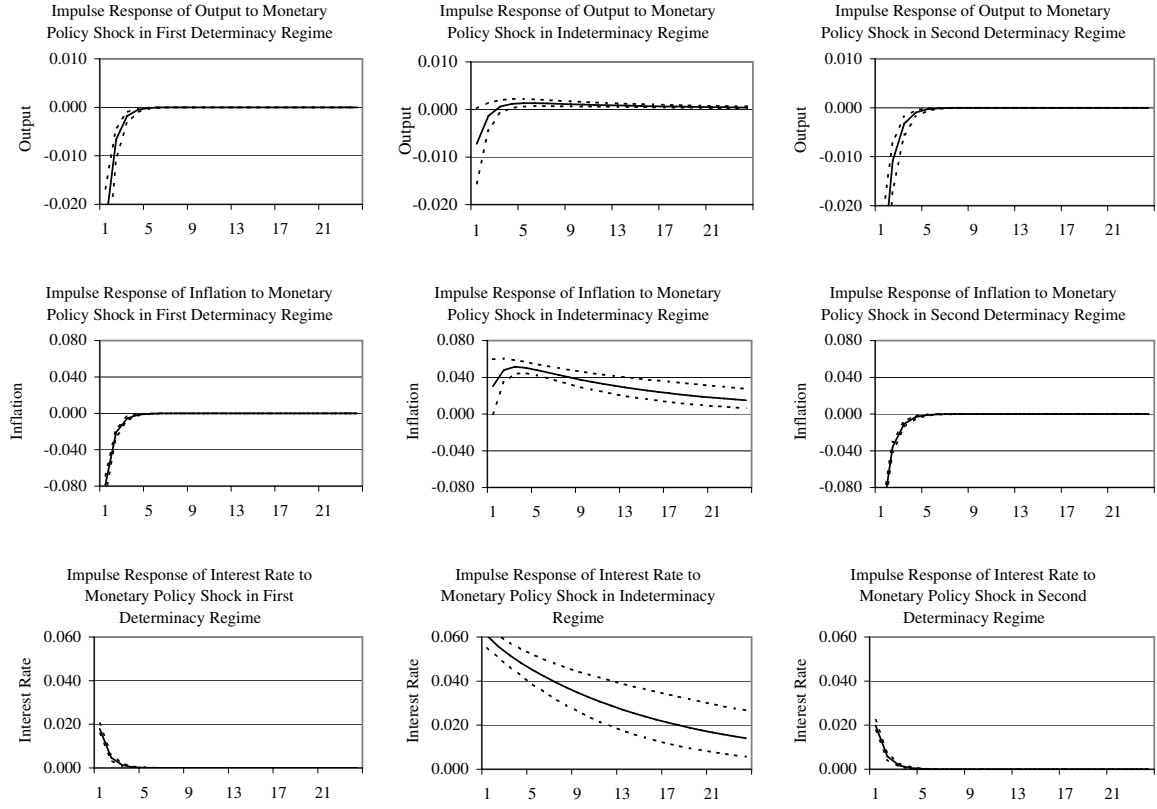 Impulse Response of Output to Monetary
Policy Shock in First Determinacy Regime
0.010
0.000
-0.010
-0.020
Output
1 5 9 13 17 21
Impulse Response of Output to Monetary
Policy Shock in Indeterminacy Regime
0.010
0.000
-0.010
-0.020
Output
1 5 9 13 17 21
Impulse Response of Output to Monetary
Policy Shock in Second Determinacy Regime
0.010
0.000
-0.010
-0.020
Output
1 5 9 13 17 21
Impulse Response of Inflation to Monetary
Policy Shock in First Determinacy Regime
0.080
0.040
0.000
-0.040
-0.080
Inflation
1 5 9 13 17 21
Impulse Response of Inflation to Monetary
Policy Shock in Indeterminacy Regime
0.080
0.040
0.000
-0.040
-0.080
Inflation
1 5 9 13 17 21
Impulse Response of Inflation to Monetary
Policy Shock in Second Determinacy Regime
0.080
0.040
0.000
-0.040
-0.080
Inflation
1 5 9 13 17 21
Impulse Response of Interest Rate to
Monetary Policy Shock in First
Determinacy Regime
0.060
0.040
0.020
0.000
Interest Rate
1 5 9 13 17 21
Impulse Response of Interest Rate to
Monetary Policy Shock in Indeterminacy
Regime
0.060
0.040
0.020
0.000
Interest Rate
1 5 9 13 17 21
Impulse Response of Interest Rate to
Monetary Policy Shock in Second
Determinacy Regime
0.060
0.040
0.020
0.000
Interest Rate
1 5 9 13 17 21